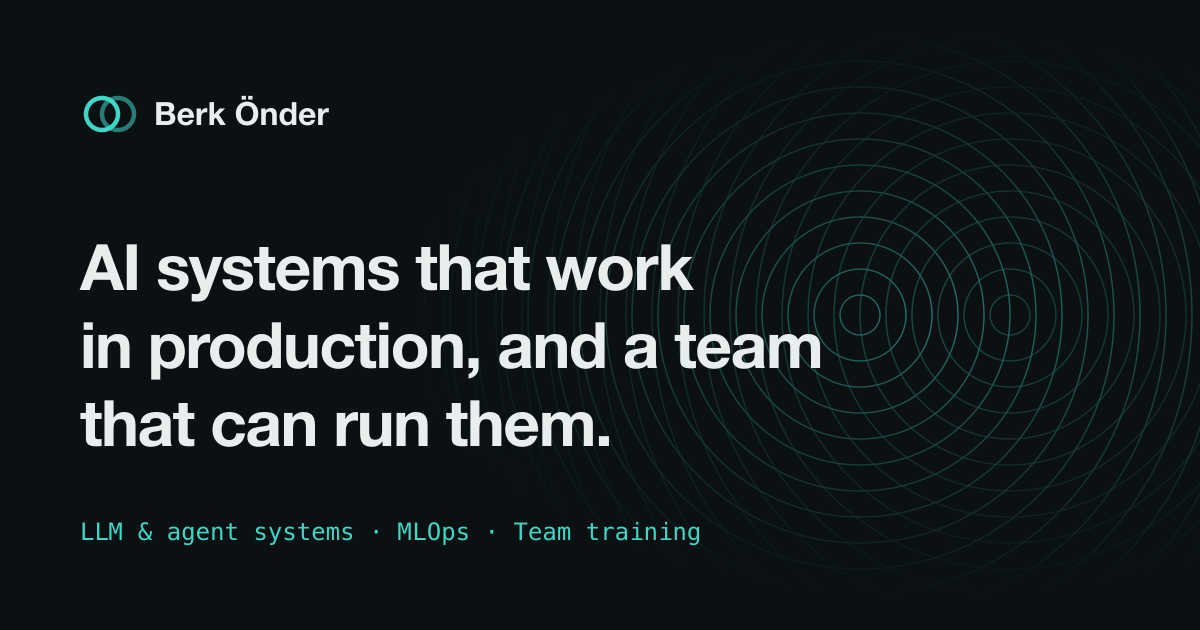 Berk Önder
AI systems that work
in production, and a team
that can run them.
LLM & agent systems · MLOps · Team training